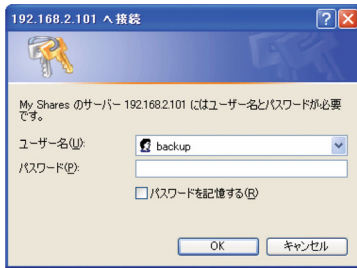 192.168.2.101 へ接続
My Shares のサーバー 192.168.2.101 にはユーザー名とパスワードが必要
です。
ユーザー名(U):
backup
パスワード(P):
パスワードを記憶する(R)
OK
キャンセル